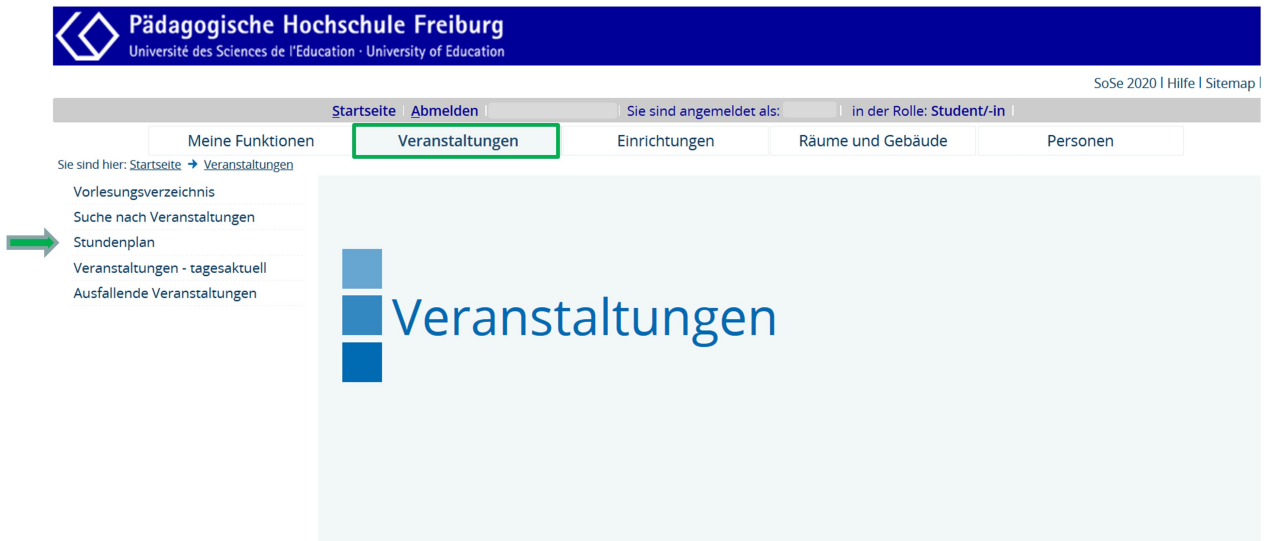 Pädagogische Hochschule Freiburg
Université des Sciences de l'Education · University of Education
SoSe 2020 | Hilfe | Sitemap |
Startseite | Abmelden | | Sie sind angemeldet als: | in der Rolle: Student/-in |
Meine Funktionen Veranstaltungen Einrichtungen Räume und Gebäude Personen
Sie sind hier: Startseite → Veranstaltungen
Vorlesungsverzeichnis
Suche nach Veranstaltungen
Stundenplan
Veranstaltungen - tagesaktuell
Ausfallende Veranstaltungen
Veranstaltungen